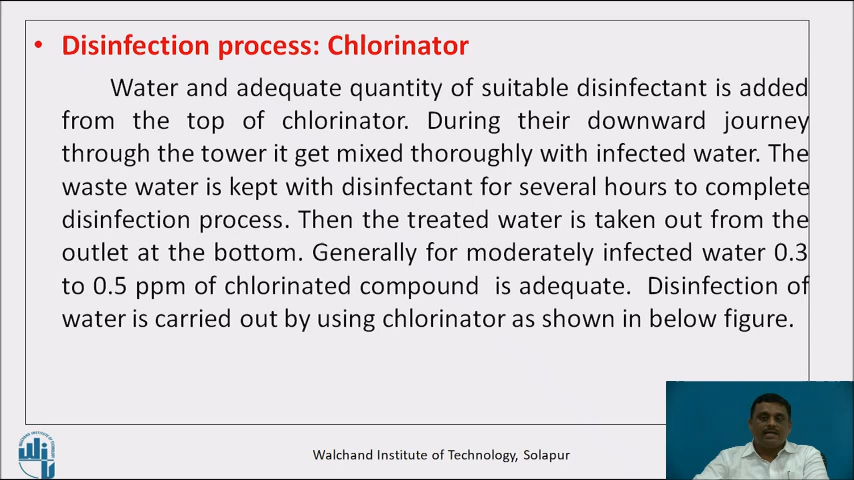 • Disinfection process: Chlorinator
Water and adequate quantity of suitable disinfectant is added
from the top of chlorinator. During their downward journey
through the tower it get mixed thoroughly with infected water. The
waste water is kept with disinfectant for several hours to complete
disinfection process. Then the treated water is taken out from the
outlet at the bottom. Generally for moderately infected water 0.3
to 0.5 ppm of chlorinated compound is adequate. Disinfection of
water is carried out by using chlorinator as shown in below figure.
Walchand Institute of Technology, Solapur